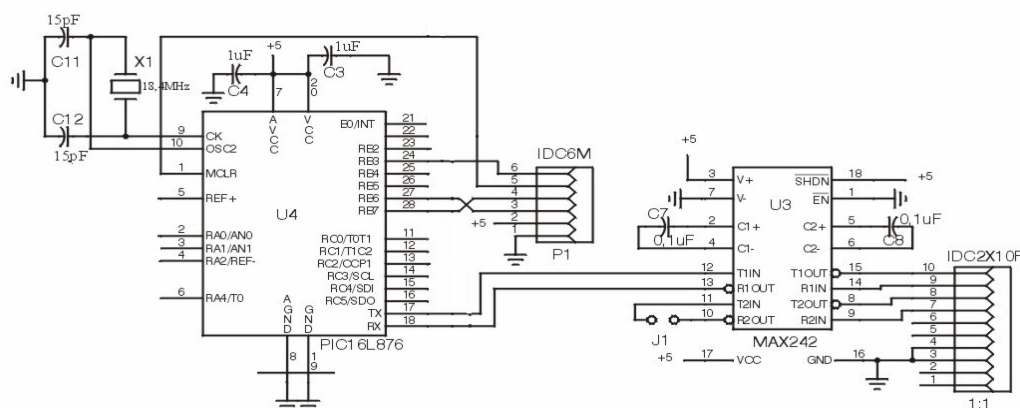 15pF
C11
X1
18,4MHz
C12
15pF
1uF
C4
+5
1uF
C3
7
20
AVCC
VCC
9 CK
10 OSC2
1 MCLR
5 REF+
2 RA0/AN0
3 RA1/AN1
4 RA2/REF-
6 RA4/T0
U4
E0/INT 21
22
RB2 23
RB3 24
RB4 25
RB5 26
RB6 27
RB7 28
RC0/T0T1 11
RC1/T1C2 12
RC2/CCP1 13
RC3/SCL 14
RC4/SDI 15
RC5/SDO 16
TX 17
RX 18
AGND
GND
8
19
PIC16L876
IDC6M
6
5
4
3
2
1
+5
P1
+5
3 V+
7 V-
2 C1+
4 C1-
C7
0,1uF
12 T1IN
13 R1OUT
11 T2IN
10 R2OUT
J1
+5
17 VCC
U3
SHDN 18
+5
EN 1
C2+ 5
C2- 6
0,1uF
C8
T1OUT 15
R1IN 14
T2OUT 8
R2IN 9
GND 16
MAX242
IDC2X10F
10
9
8
7
6
5
4
3
2
1
1:1